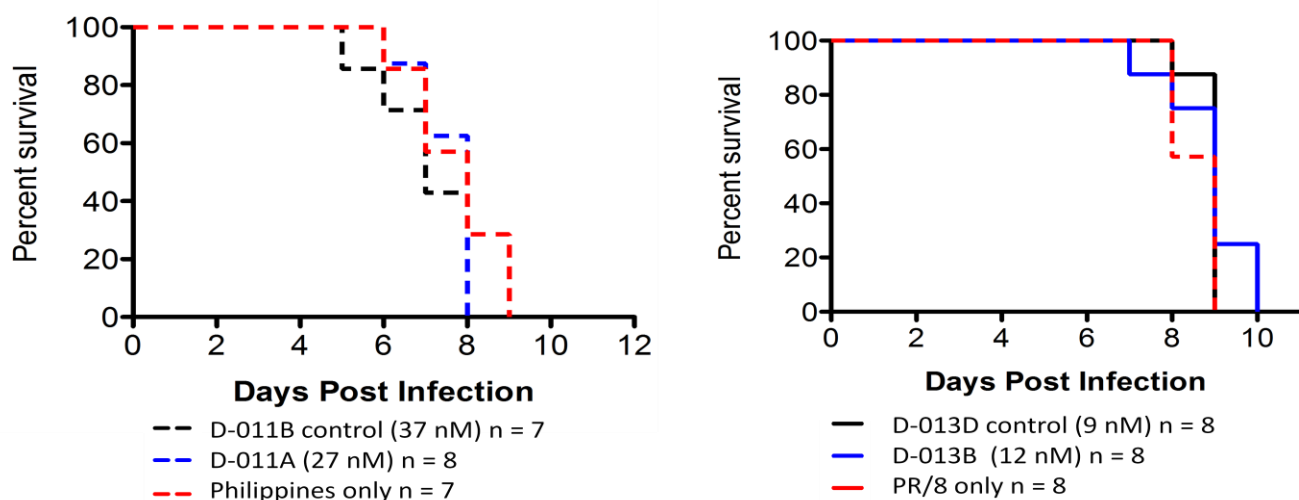 Percent survival
100
80
60
40
20
0
0 2 4 6 8 10 12
Days Post Infection
D-011B control (37 nM) n = 7
D-011A (27 nM) n = 8
Philippines only n = 7
Percent survival
100
80
60
40
20
0
0 2 4 6 8 10
Days Post Infection
D-013D control (9 nM) n = 8
D-013B (12 nM) n = 8
PR/8 only n = 8